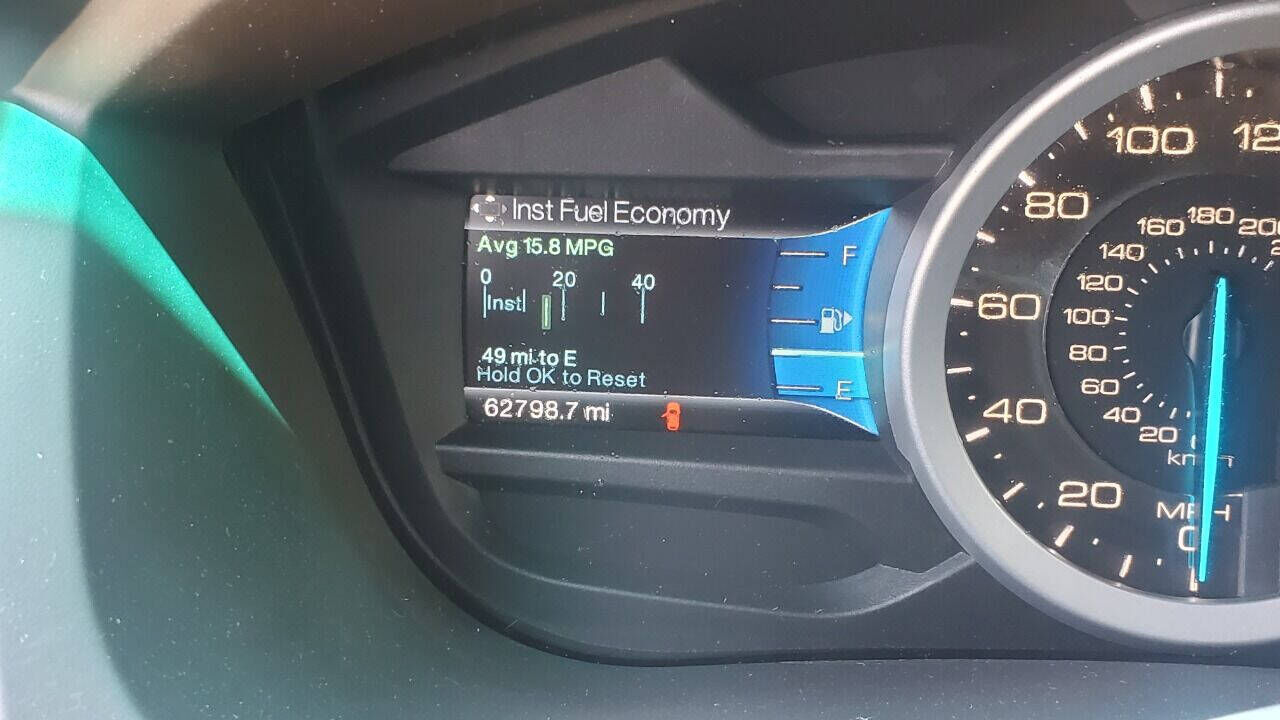 Inst Fuel Economy
Avg 15.8 MPG
0 20 40
Inst
49 mi to E
Hold OK to Reset
62798.7 mi
F
E
20
40
60
80
100
MPH
0
20
40
60
80
100
120
140
160
180